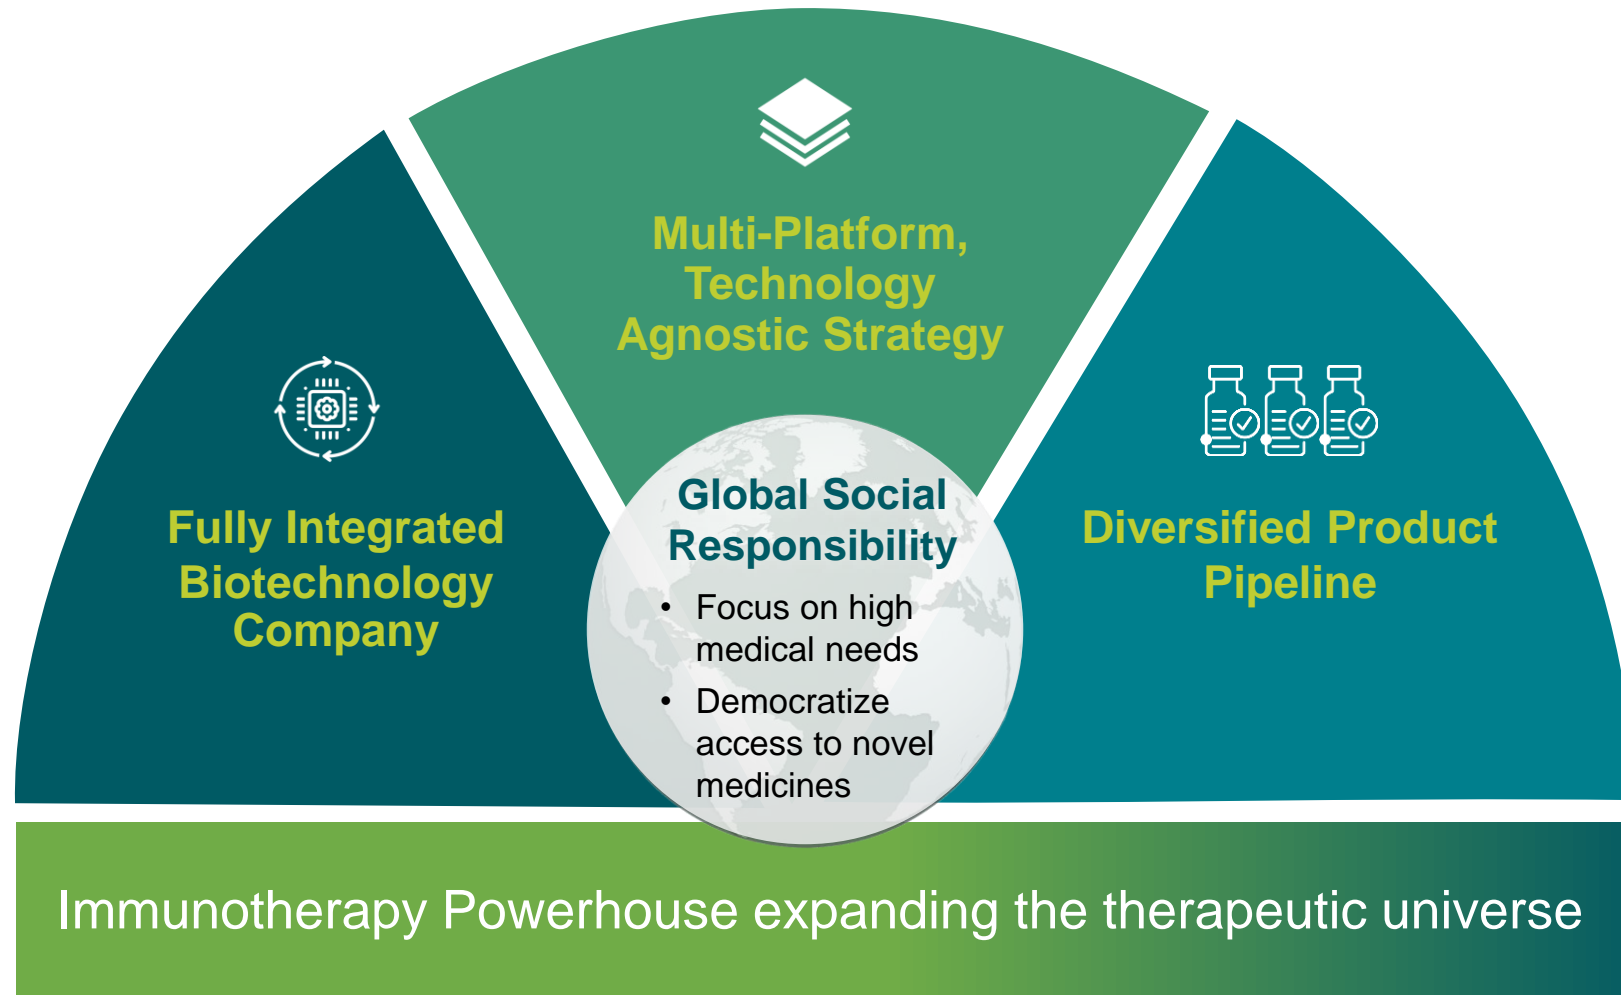 Multi-Platform,
Technology
Agnostic Strategy
Fully Integrated
Biotechnology
Company
Diversified Product
Pipeline
Global Social
Responsibility
• Focus on high
medical needs
• Democratize
access to novel
medicines
Immunotherapy Powerhouse expanding the therapeutic universe